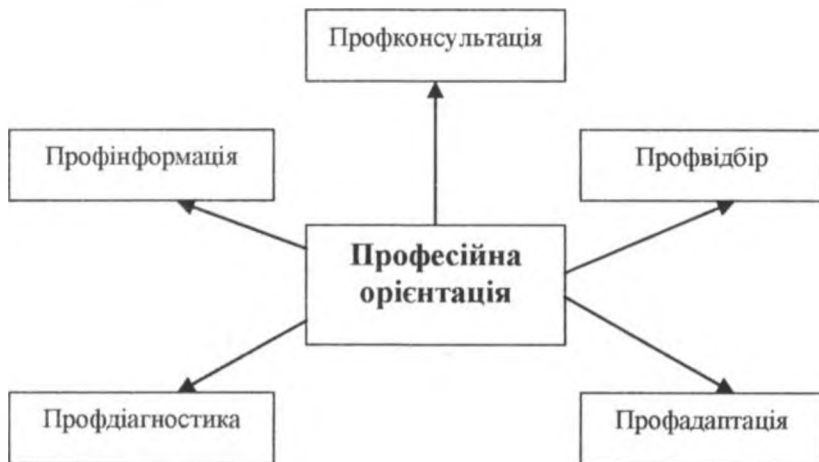 Профконсультація
Профінформація
Профвідбір
Професійна
орієнтація
Профдіагностика
Профадаптація